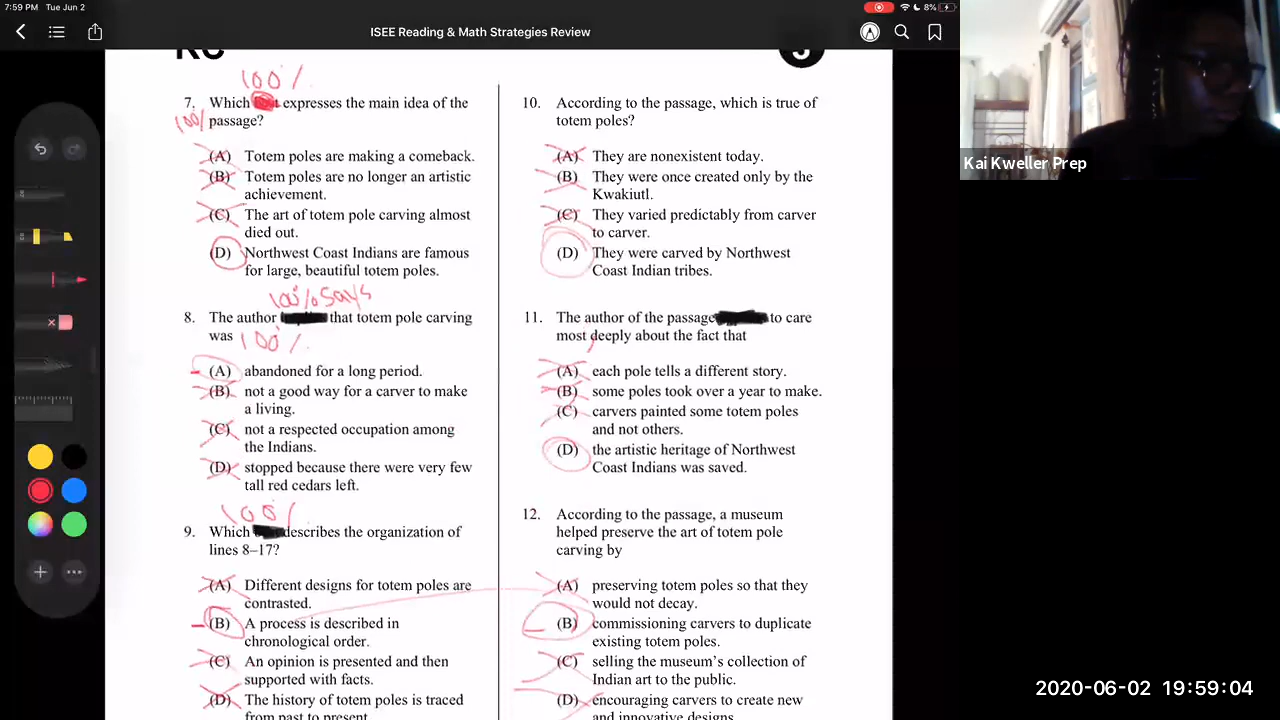 7:59 PM Tue Jun 2
8%
ISEE Reading & Math Strategies Review
RC
3
100%
7. Which expresses the main idea of the
100%
passage?
(A) Totem poles are making a comeback.
(B) Totem poles are no longer an artistic
achievement.
(C) The art of totem pole carving almost
died out.
(D) Northwest Coast Indians are famous
for large, beautiful totem poles.
100% says
8. The author that totem pole carving
was 100%
(A) abandoned for a long period.
(B) not a good way for a carver to make
a living.
(C) not a respected occupation among
the Indians.
(D) stopped because there were very few
tall red cedars left.
100%
9. Which describes the organization of
lines 8–17?
(A) Different designs for totem poles are
contrasted.
(B) A process is described in
chronological order.
(C) An opinion is presented and then
supported with facts.
(D) The history of totem poles is traced
from past to present.
10. According to the passage, which is true of
totem poles?
(A) They are nonexistent today.
(B) They were once created only by the
Kwakiutl.
(C) They varied predictably from carver
to carver.
(D) They were carved by Northwest
Coast Indian tribes.
11. The author of the passage to care
most deeply about the fact that
(A) each pole tells a different story.
(B) some poles took over a year to make.
(C) carvers painted some totem poles
and not others.
(D) the artistic heritage of Northwest
Coast Indians was saved.
12. According to the passage, a museum
helped preserve the art of totem pole
carving by
(A) preserving totem poles so that they
would not decay.
(B) commissioning carvers to duplicate
existing totem poles.
(C) selling the museum's collection of
Indian art to the public.
(D) encouraging carvers to create new
and innovative designs.
Kai Kweller Prep
2020-06-02 19:59:04